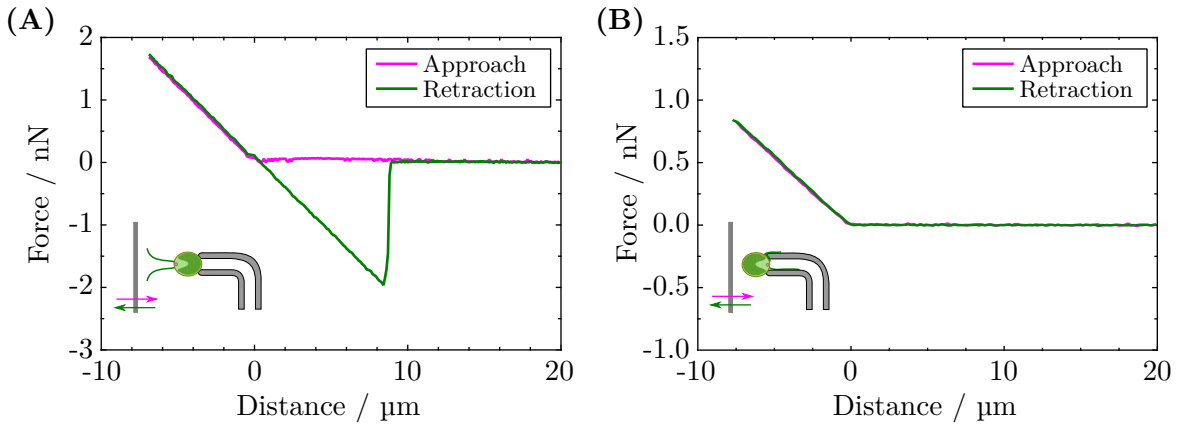 (A)
Force / nN
2
1
0
-1
-2
-3
-10
0
10
20
Distance / µm
Approach
Retraction
(B)
Force / nN
1.5
1.0
0.5
0.0
-0.5
-1.0
-10
0
10
20
Distance / µm
Approach
Retraction